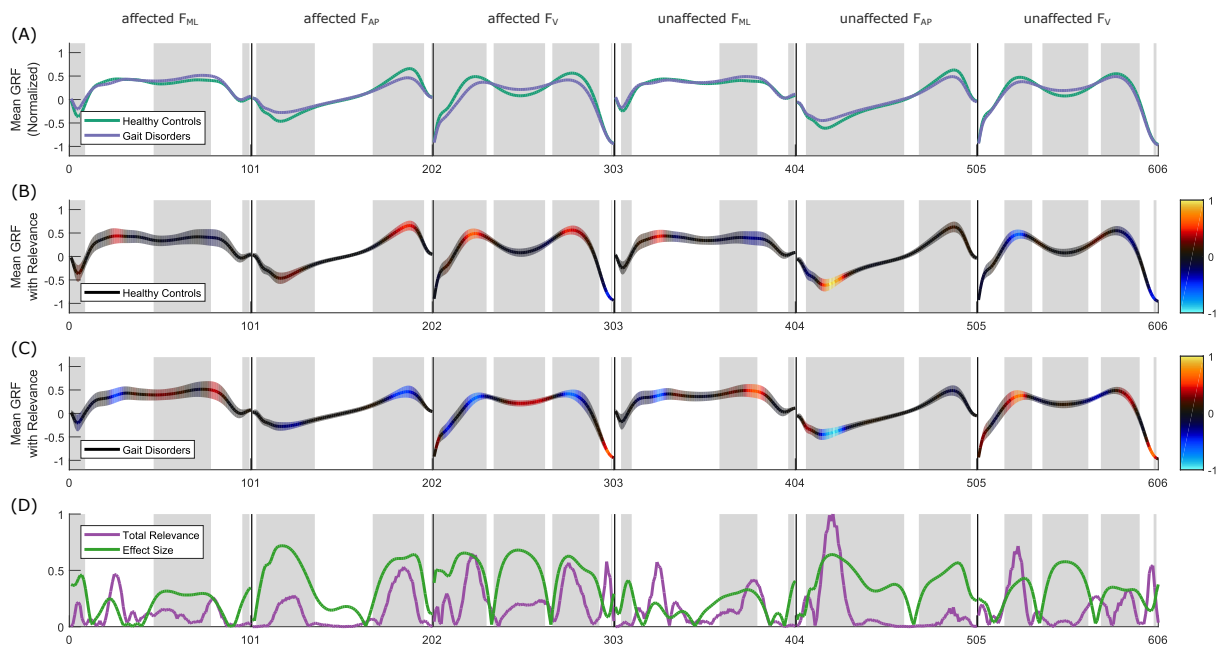 affected F_ML affected F_AP affected F_V unaffected F_ML unaffected F_AP unaffected F_V
(A)
Mean GRF
(Normalized)
1
0.5
0
-0.5
-1
Healthy Controls
Gait Disorders
0 101 202 303 404 505 606
(B)
Mean GRF
with Relevance
1
0.5
0
-0.5
-1
Healthy Controls
0 101 202 303 404 505 606
1
0
-1
(C)
Mean GRF
with Relevance
1
0.5
0
-0.5
-1
Gait Disorders
0 101 202 303 404 505 606
1
0
-1
(D)
1
0.5
0
Total Relevance
Effect Size
0 101 202 303 404 505 606